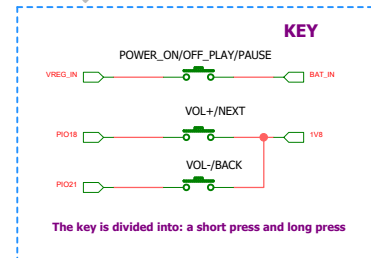 KEY
POWER_ON/OFF_PLAY/PAUSE
VREG_IN
BAT_IN
VOL+/NEXT
PIO18
1V8
VOL-/BACK
PIO21
The key is divided into: a short press and long press